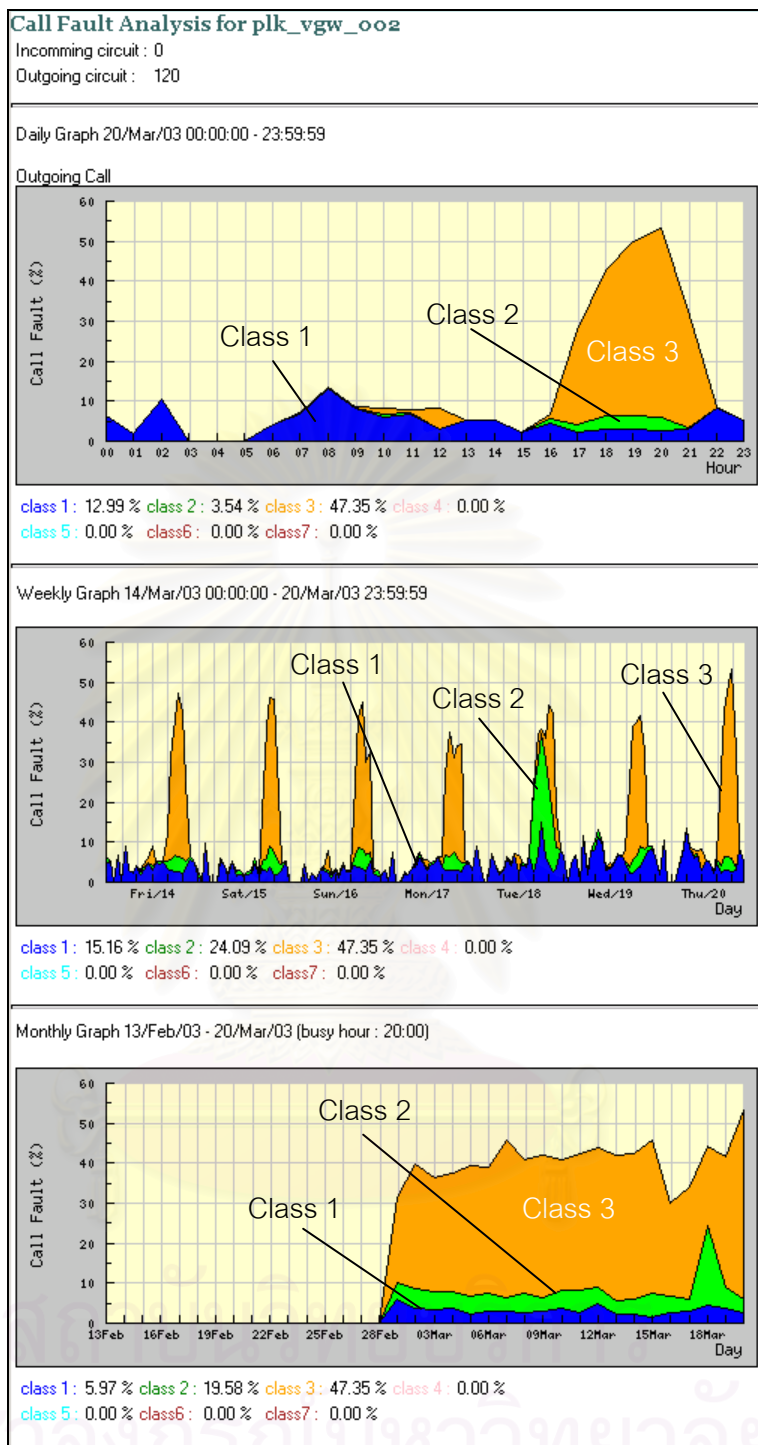 Call Fault Analysis for plk_vgw_002
Incomming circuit : 0
Outgoing circuit : 120
Daily Graph 20/Mar/03 00:00:00 - 23:59:59
Outgoing Call
60
50
40
30
20
10
0
Call Fault (%)
Class 1
Class 2
Class 3
00 01 02 03 04 05 06 07 08 09 10 11 12 13 14 15 16 17 18 19 20 21 22 23
Hour
class 1 : 12.99 % class 2 : 3.54 % class 3 : 47.35 % class 4 : 0.00 %
class 5 : 0.00 % class6 : 0.00 % class7 : 0.00 %
Weekly Graph 14/Mar/03 00:00:00 - 20/Mar/03 23:59:59
60
50
40
30
20
10
0
Call Fault (%)
Class 1
Class 2
Class 3
Fri/14 Sat/15 Sun/16 Mon/17 Tue/18 Wed/19 Thu/20
Day
class 1 : 15.16 % class 2 : 24.09 % class 3 : 47.35 % class 4 : 0.00 %
class 5 : 0.00 % class6 : 0.00 % class7 : 0.00 %
Monthly Graph 13/Feb/03 - 20/Mar/03 (busy hour : 20:00)
60
50
40
30
20
10
0
Call Fault (%)
Class 2
Class 1
Class 3
13Feb 16Feb 19Feb 22Feb 25Feb 28Feb 03Mar 06Mar 09Mar 12Mar 15Mar 18Mar
Day
class 1 : 5.97 % class 2 : 19.58 % class 3 : 47.35 % class 4 : 0.00 %
class 5 : 0.00 % class6 : 0.00 % class7 : 0.00 %